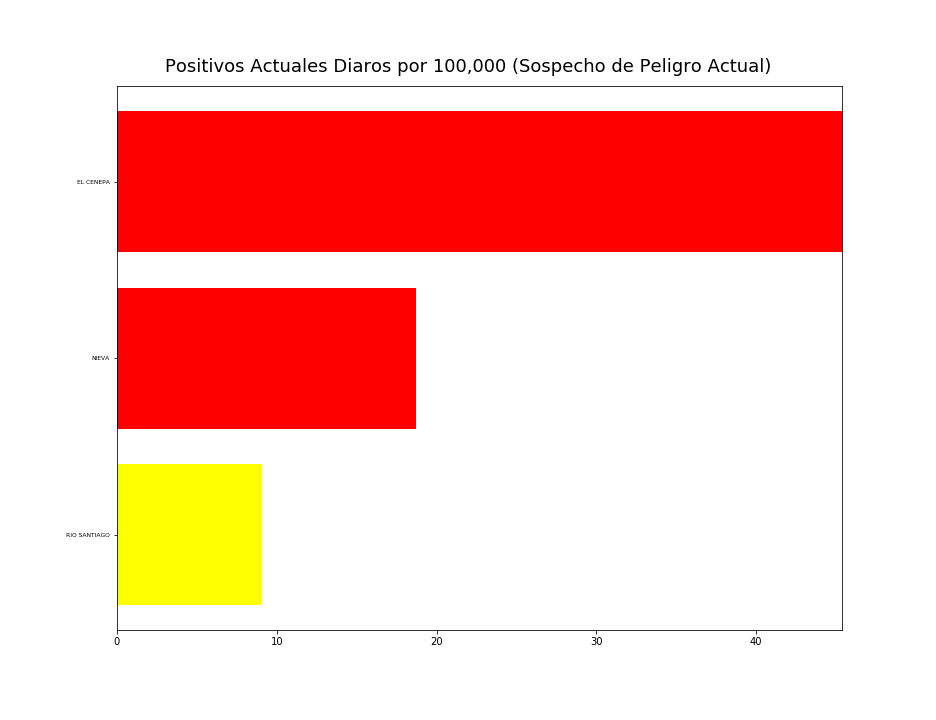 Positivos Actuales Diaros por 100,000 (Sospecho de Peligro Actual)
EL CENEPA
NIEVA
RIO SANTIAGO
0 10 20 30 40